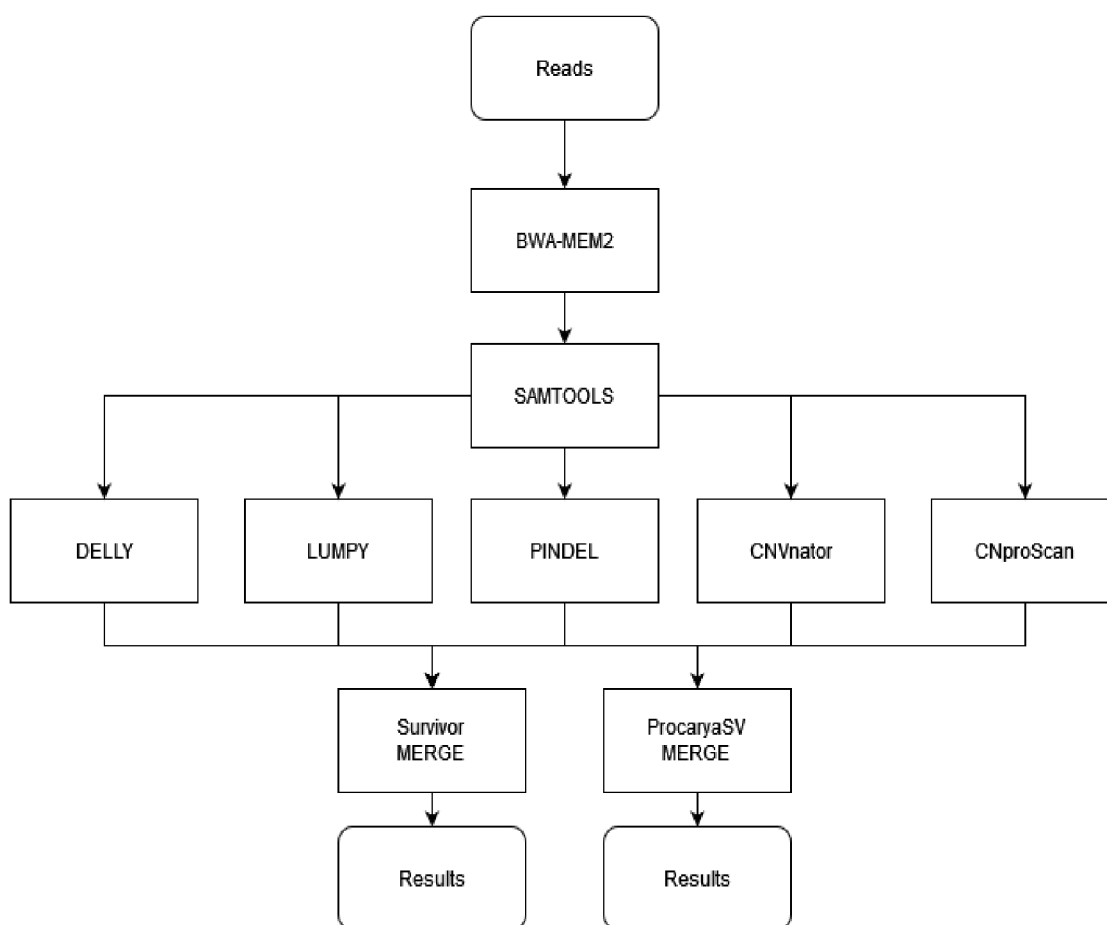 Reads
BWA-MEM2
SAMTOOLS
DELLY
LUMPY
PINDEL
CNVnator
CNproScan
Survivor
MERGE
ProcaryaSV
MERGE
Results
Results